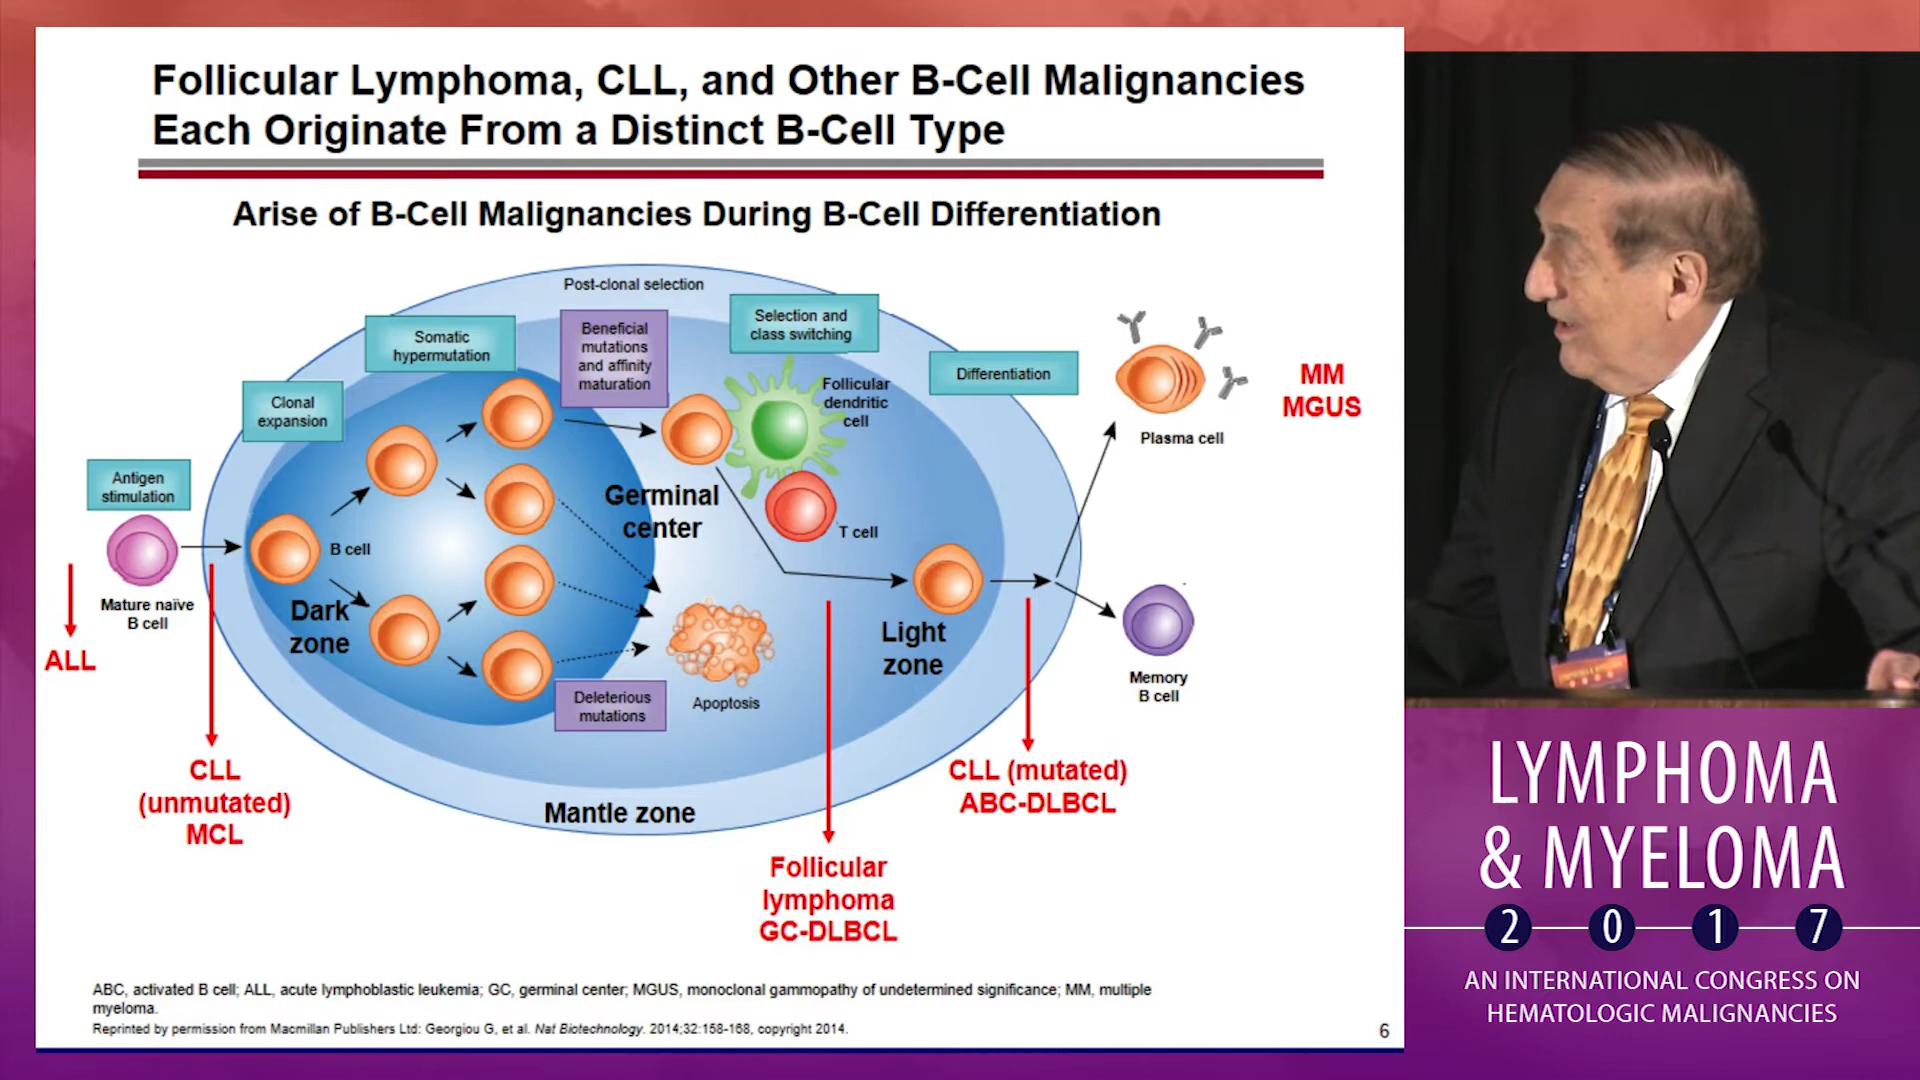 Follicular Lymphoma, CLL, and Other B-Cell Malignancies
Each Originate From a Distinct B-Cell Type
Arise of B-Cell Malignancies During B-Cell Differentiation
Post-clonal selection
Selection and
class switching
Beneficial
mutations
and affinity
maturation
Somatic
hypermutation
Differentiation
Clonal
expansion
Follicular
dendritic
cell
Plasma cell
MM
MGUS
Antigen
stimulation
Germinal
center
T cell
B cell
Mature naïve
B cell
Dark
zone
Light
zone
ALL
Memory
B cell
Deleterious
mutations
Apoptosis
CLL
(unmutated)
MCL
Mantle zone
CLL (mutated)
ABC-DLBCL
Follicular
lymphoma
GC-DLBCL
ABC, activated B cell; ALL, acute lymphoblastic leukemia; GC, germinal center; MGUS, monoclonal gammopathy of undetermined significance; MM, multiple
myeloma.
Reprinted by permission from Macmillan Publishers Ltd: Georgiou G, et al. Nat Biotechnology. 2014;32:158-168, copyright 2014.
6
LYMPHOMA
& MYELOMA
2017
AN INTERNATIONAL CONGRESS ON
HEMATOLOGIC MALIGNANCIES